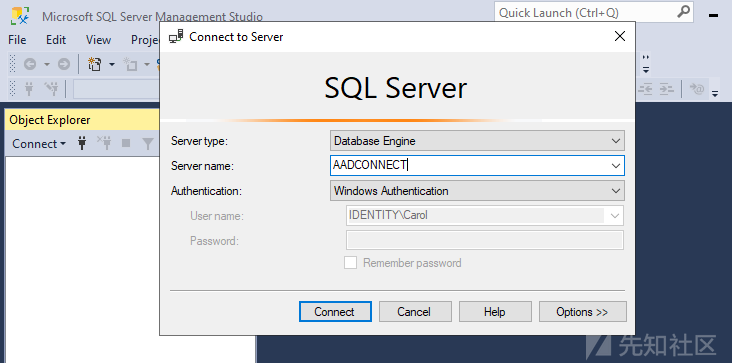 Microsoft SQL Server Management Studio
Quick Launch (Ctrl+Q)
File Edit View
Connect to Server
SQL Server
Object Explorer
Connect
Server type: Database Engine
Server name: AADCONNECT
Authentication: Windows Authentication
User name: IDENTITY\Carol
Password:
Remember password
Connect Cancel Help Options >>
先知社区